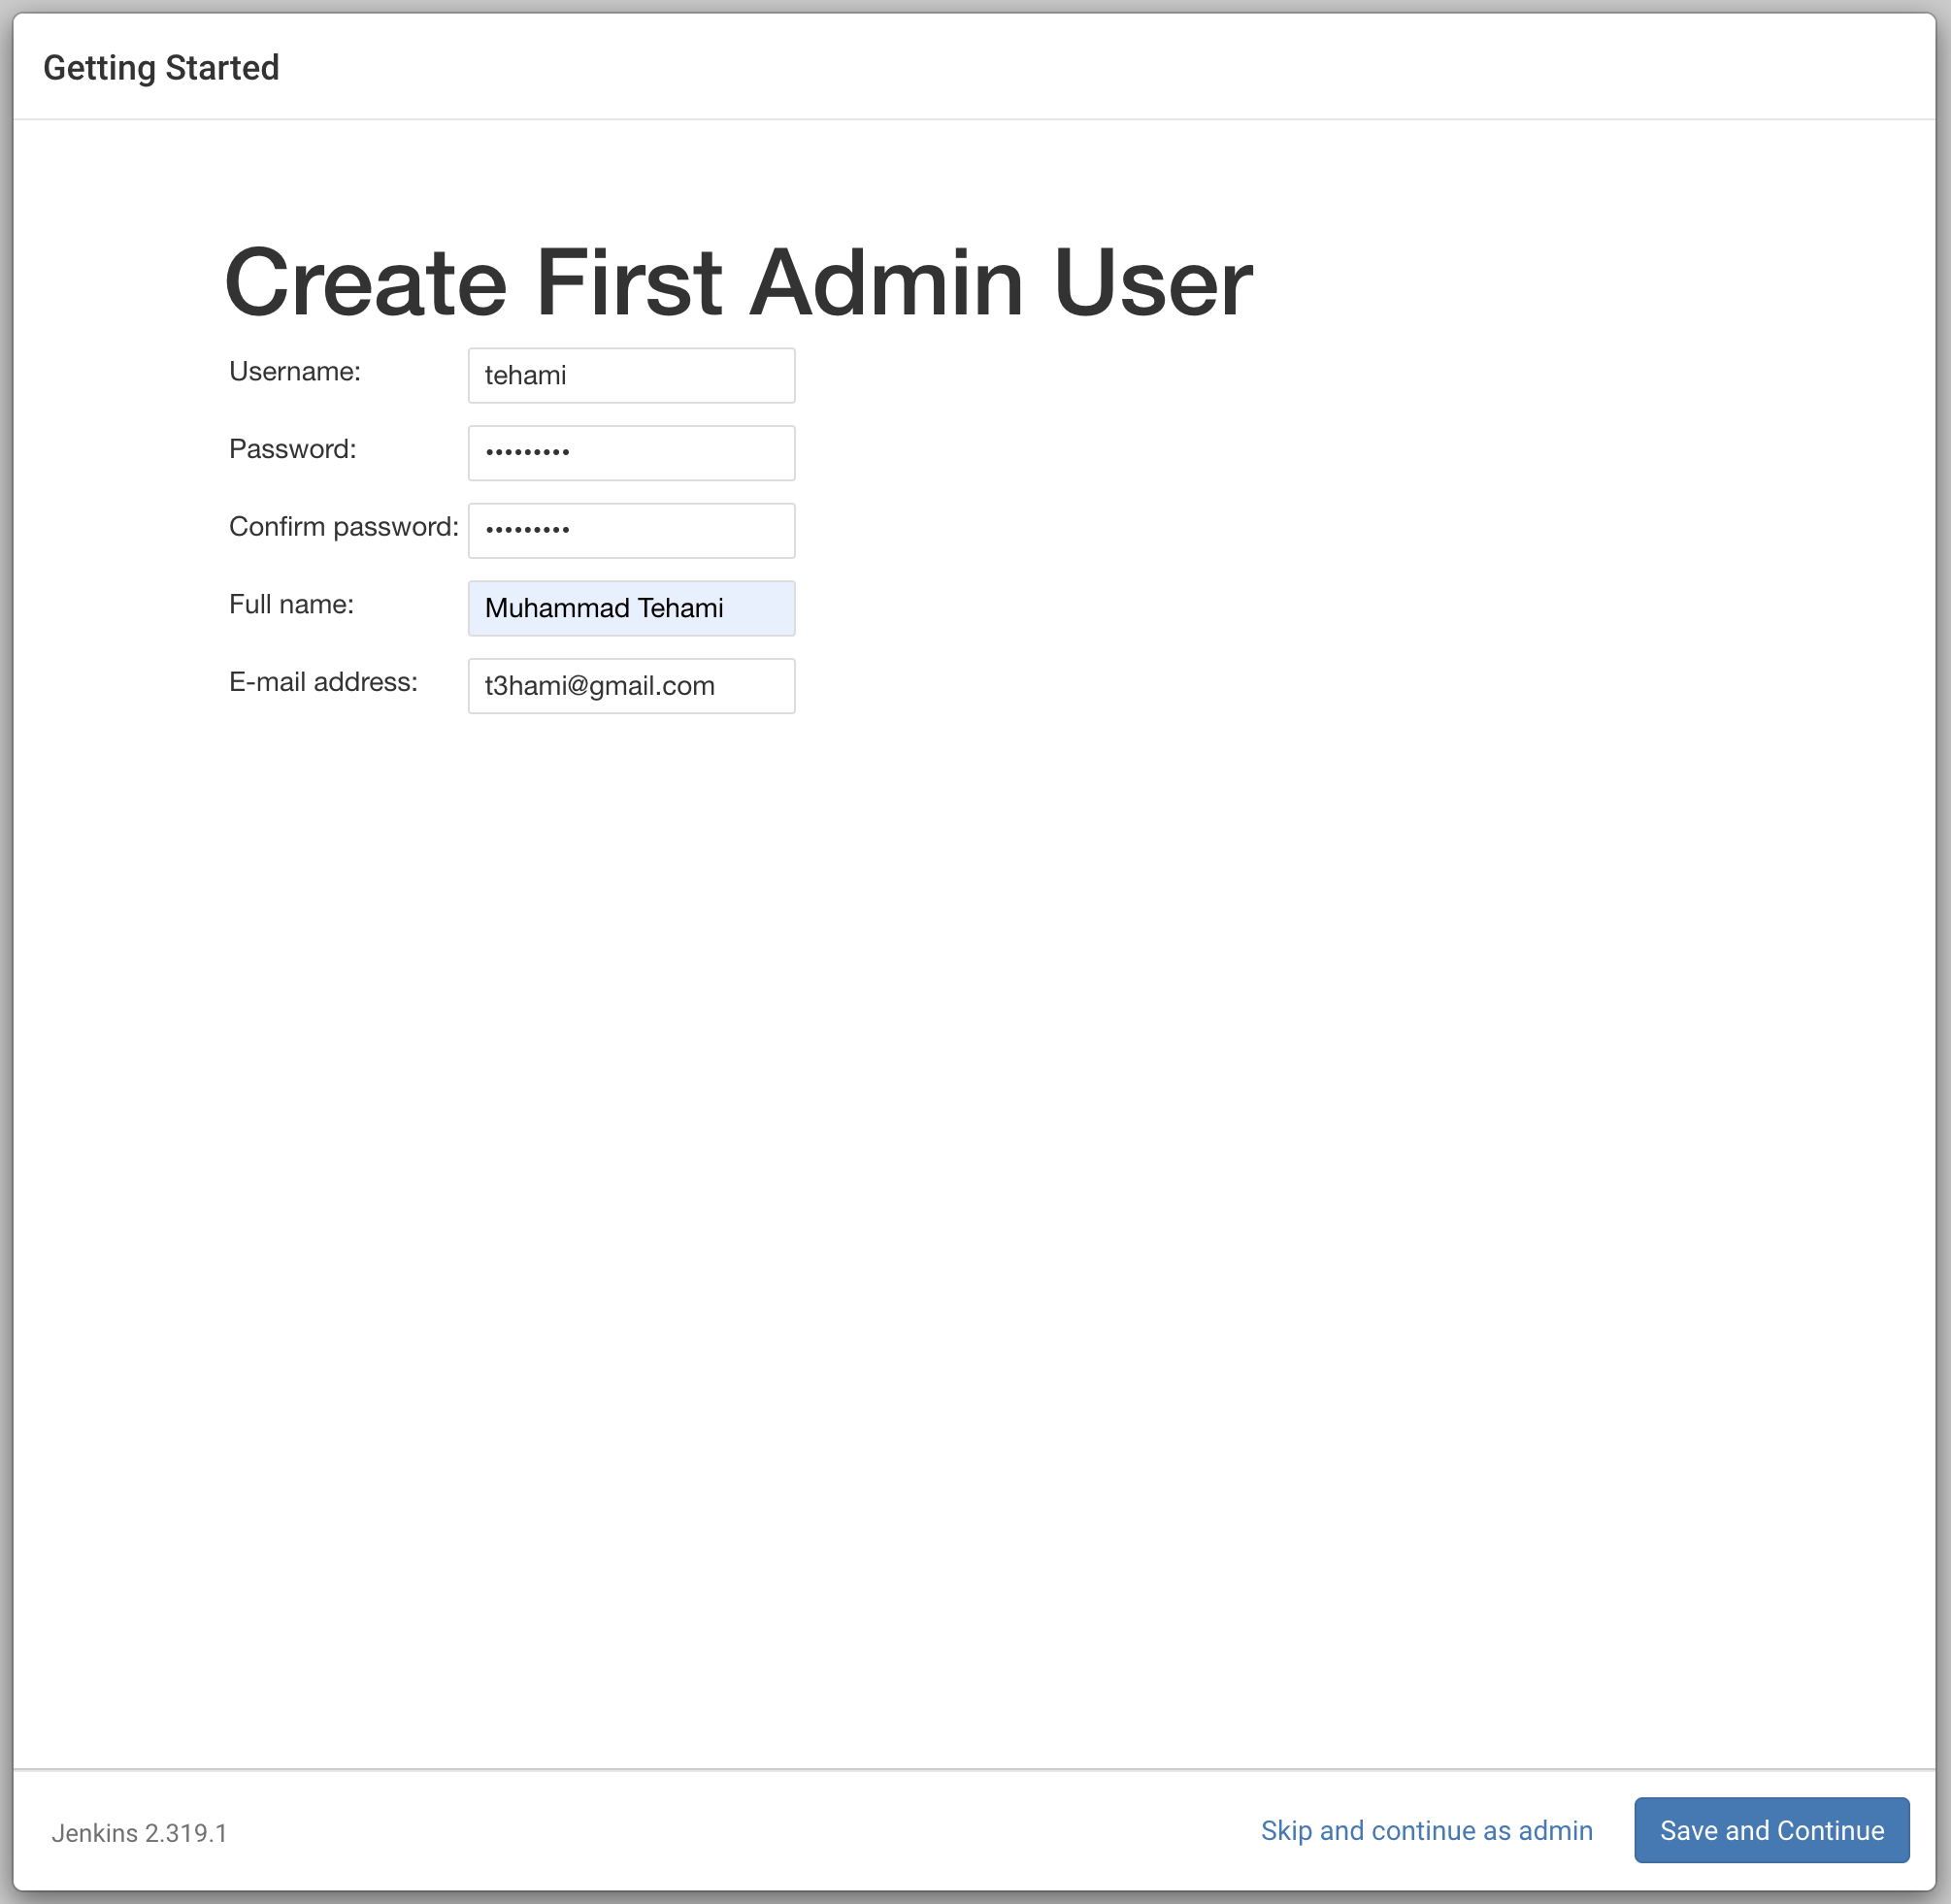 Getting Started
Create First Admin User
Username: tehami
Password: •••••••••
Confirm password: •••••••••
Full name: Muhammad Tehami
E-mail address: t3hami@gmail.com
Jenkins 2.319.1 Skip and continue as admin Save and Continue